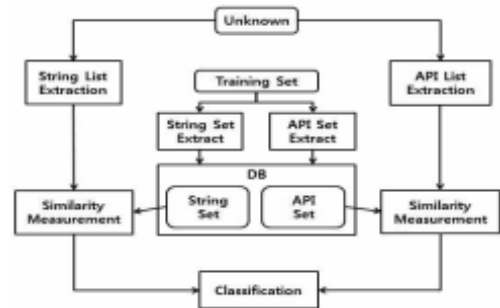 Unknown
String List
Extraction
Training Set
API List
Extraction
String Set
Extract
API Set
Extract
DB
Similarity
Measurement
String
Set
API
Set
Similarity
Measurement
Classification